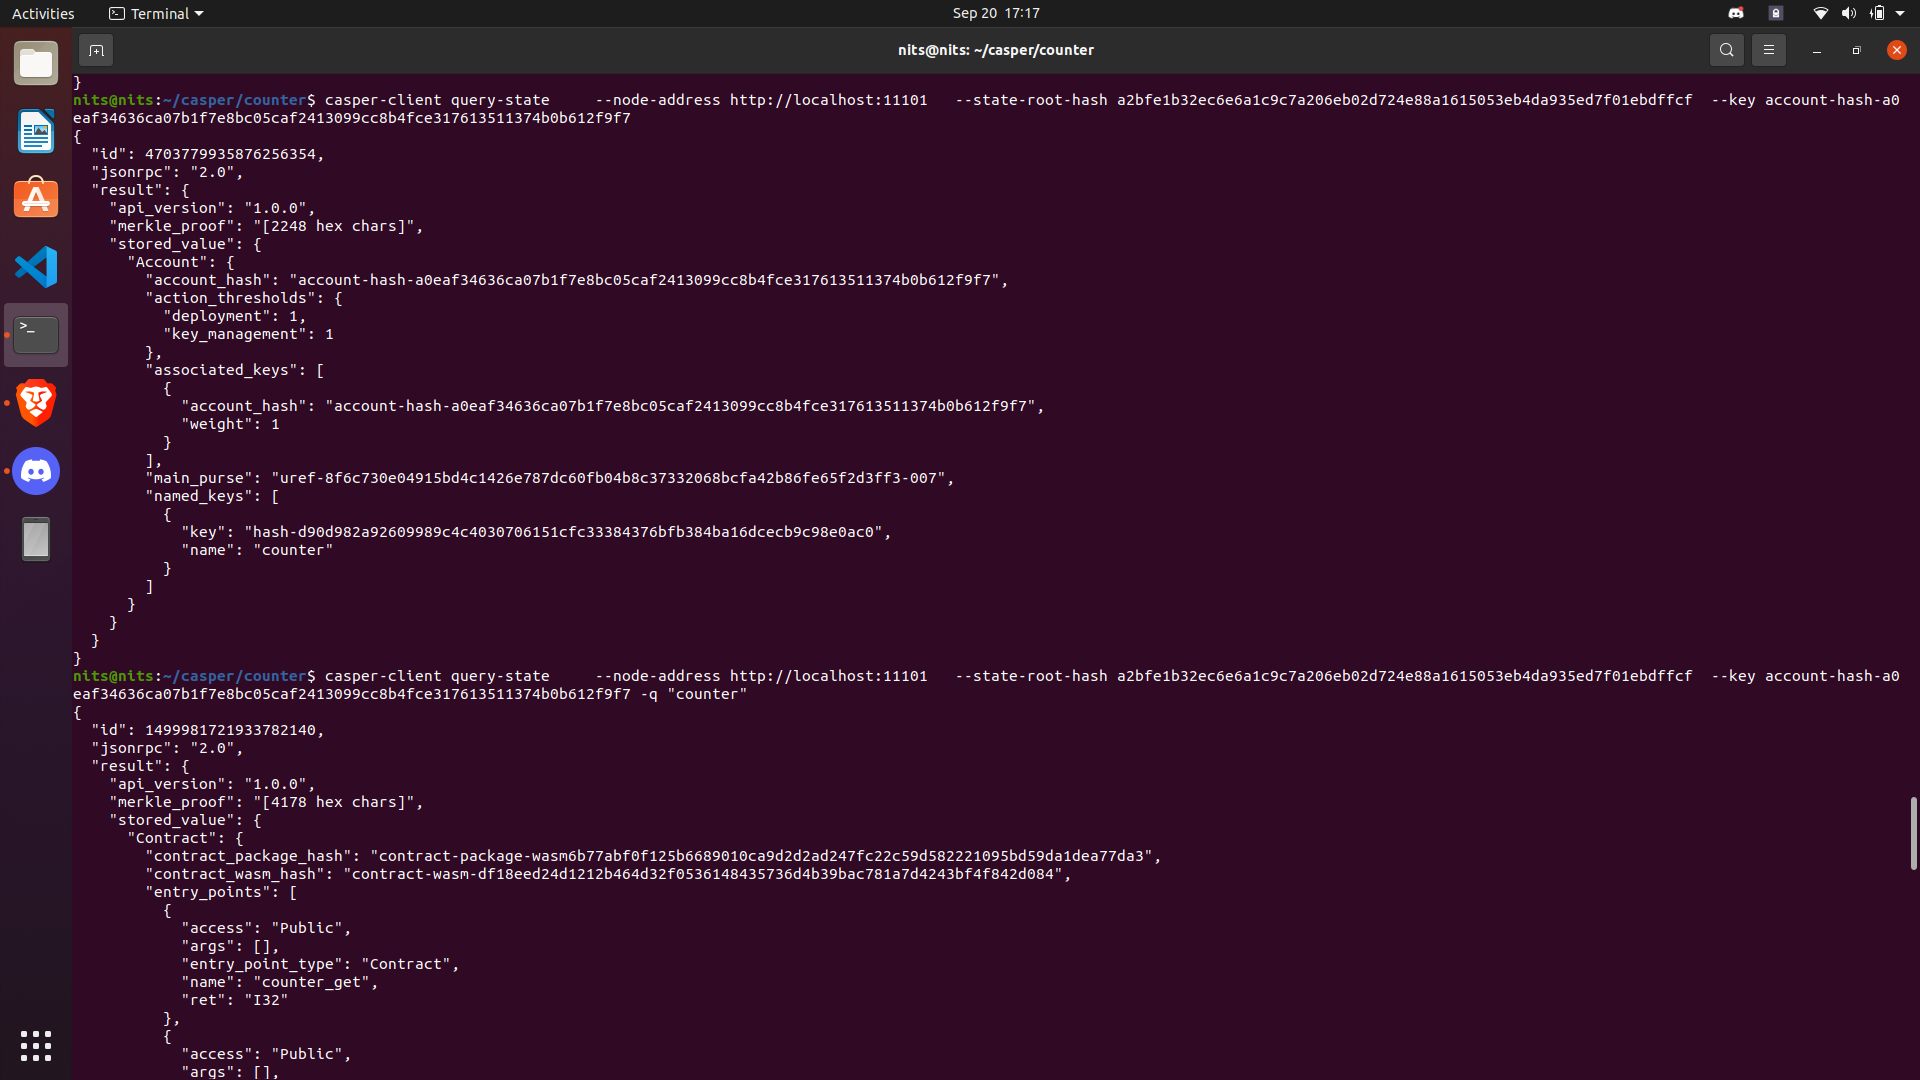 Activities
Terminal
Sep 20 17:17
nits@nits: ~/casper/counter
}
nits@nits:~/casper/counter$ casper-client query-state     --node-address http://localhost:11101   --state-root-hash a2bfe1b32ec6e6a1c9c7a206eb02d724e88a1615053eb4da935ed7f01ebdffcf  --key account-hash-a0
eaf34636ca07b1f7e8bc05caf2413099cc8b4fce317613511374b0b612f9f7
{
  "id": 4703779935876256354,
  "jsonrpc": "2.0",
  "result": {
    "api_version": "1.0.0",
    "merkle_proof": "[2248 hex chars]",
    "stored_value": {
      "Account": {
        "account_hash": "account-hash-a0eaf34636ca07b1f7e8bc05caf2413099cc8b4fce317613511374b0b612f9f7",
        "action_thresholds": {
          "deployment": 1,
          "key_management": 1
        },
        "associated_keys": [
          {
            "account_hash": "account-hash-a0eaf34636ca07b1f7e8bc05caf2413099cc8b4fce317613511374b0b612f9f7",
            "weight": 1
          }
        ],
        "main_purse": "uref-8f6c730e04915bd4c1426e787dc60fb04b8c37332068bcfa42b86fe65f2d3ff3-007",
        "named_keys": [
          {
            "key": "hash-d90d982a92609989c4c4030706151cfc33384376bfb384ba16dcecb9c98e0ac0",
            "name": "counter"
          }
        ]
      }
    }
  }
}
nits@nits:~/casper/counter$ casper-client query-state     --node-address http://localhost:11101   --state-root-hash a2bfe1b32ec6e6a1c9c7a206eb02d724e88a1615053eb4da935ed7f01ebdffcf  --key account-hash-a0
eaf34636ca07b1f7e8bc05caf2413099cc8b4fce317613511374b0b612f9f7 -q "counter"
{
  "id": 1499981721933782140,
  "jsonrpc": "2.0",
  "result": {
    "api_version": "1.0.0",
    "merkle_proof": "[4178 hex chars]",
    "stored_value": {
      "Contract": {
        "contract_package_hash": "contract-package-wasm6b77abf0f125b6689010ca9d2d2ad247fc22c59d582221095bd59da1dea77da3",
        "contract_wasm_hash": "contract-wasm-df18eed24d1212b464d32f0536148435736d4b39bac781a7d4243bf4f842d084",
        "entry_points": [
          {
            "access": "Public",
            "args": [],
            "entry_point_type": "Contract",
            "name": "counter_get",
            "ret": "I32"
          },
          {
            "access": "Public",
            "args": [],